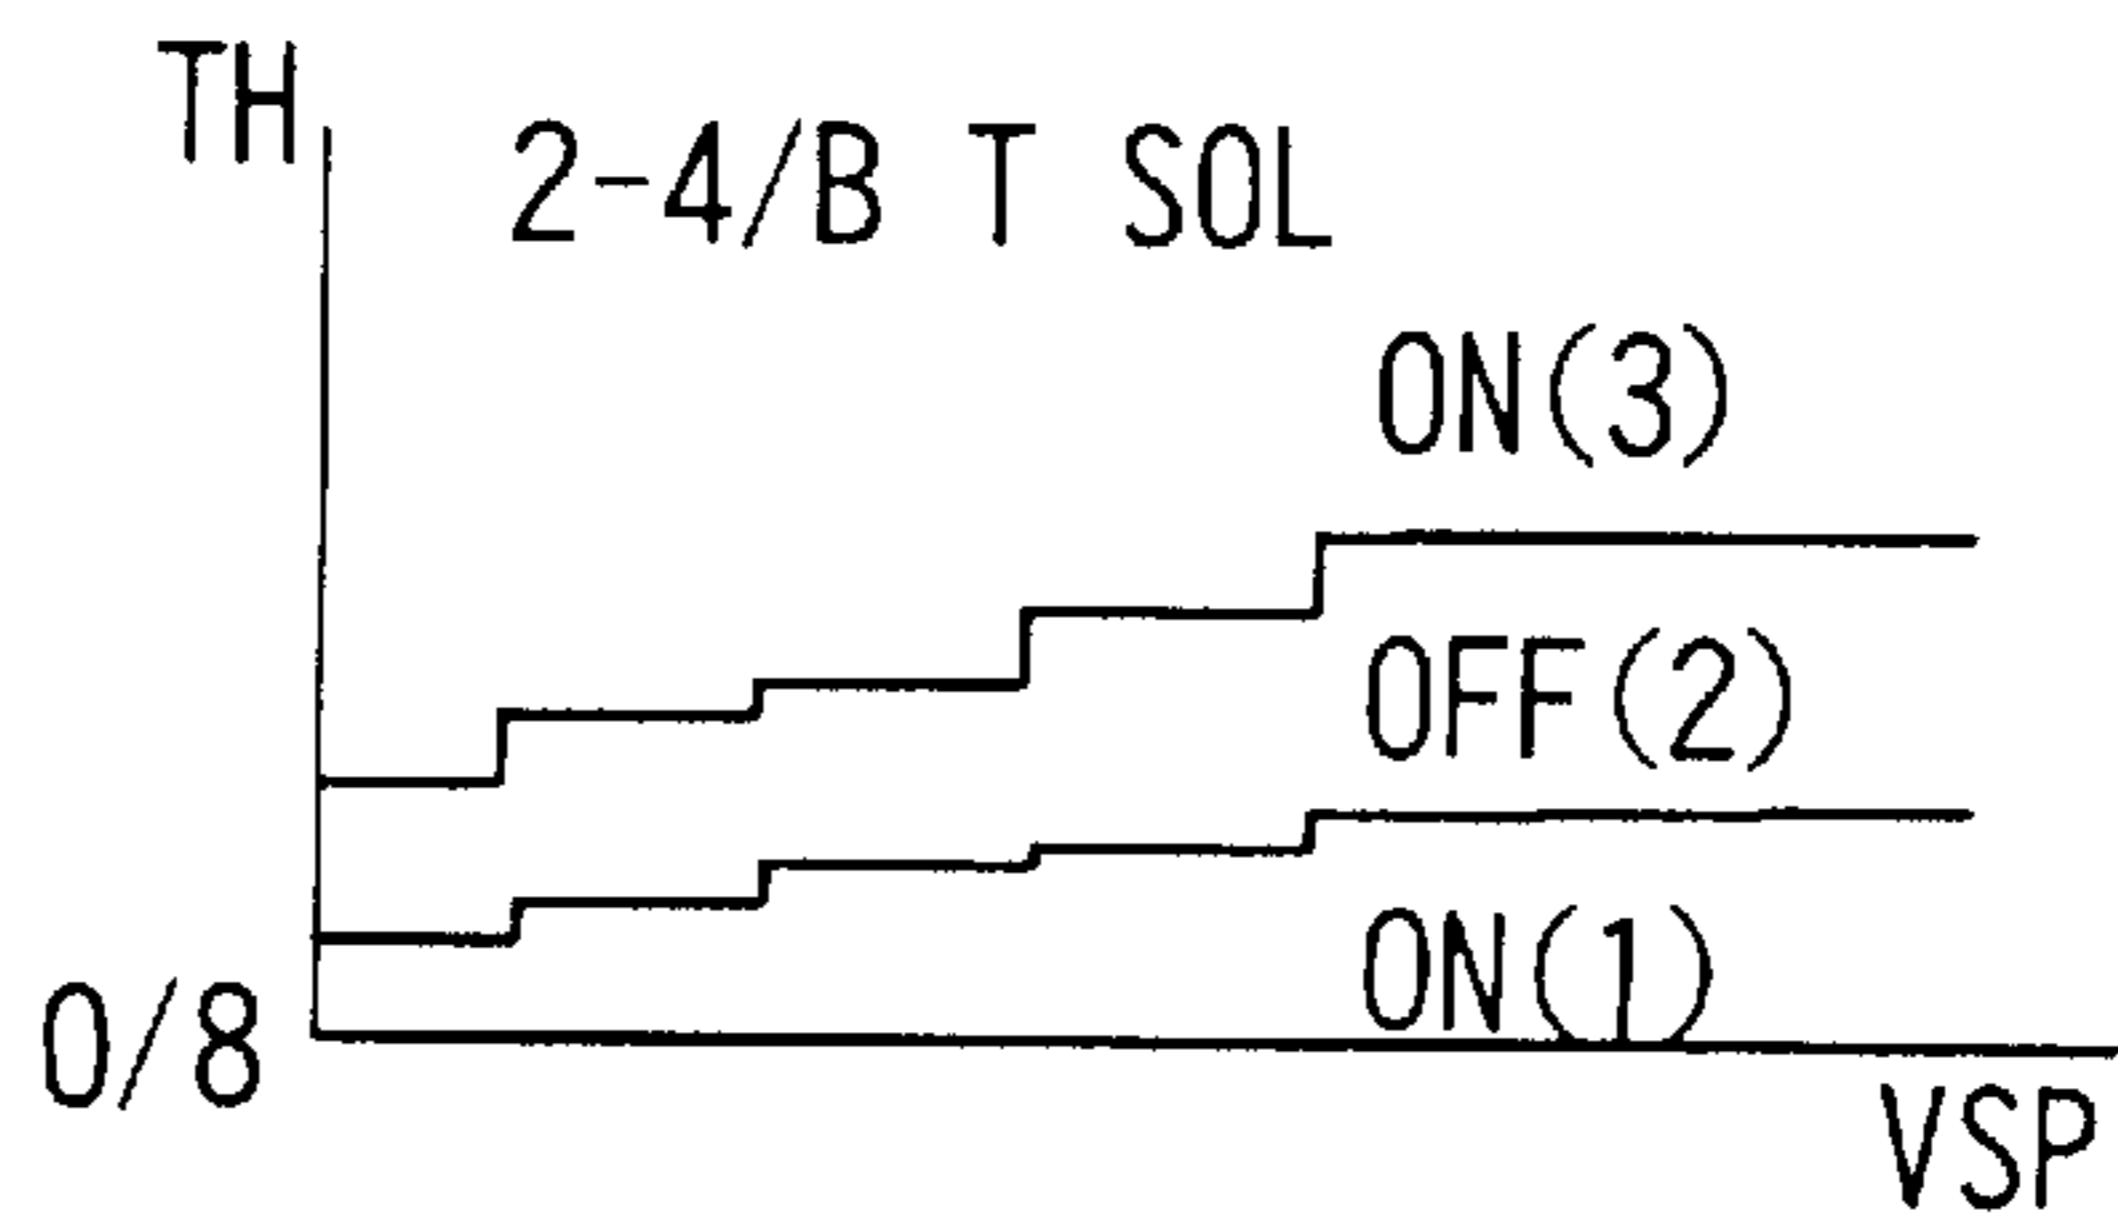 TH
2-4/B T SOL
ON(3)
OFF(2)
ON(1)
0/8
VSP